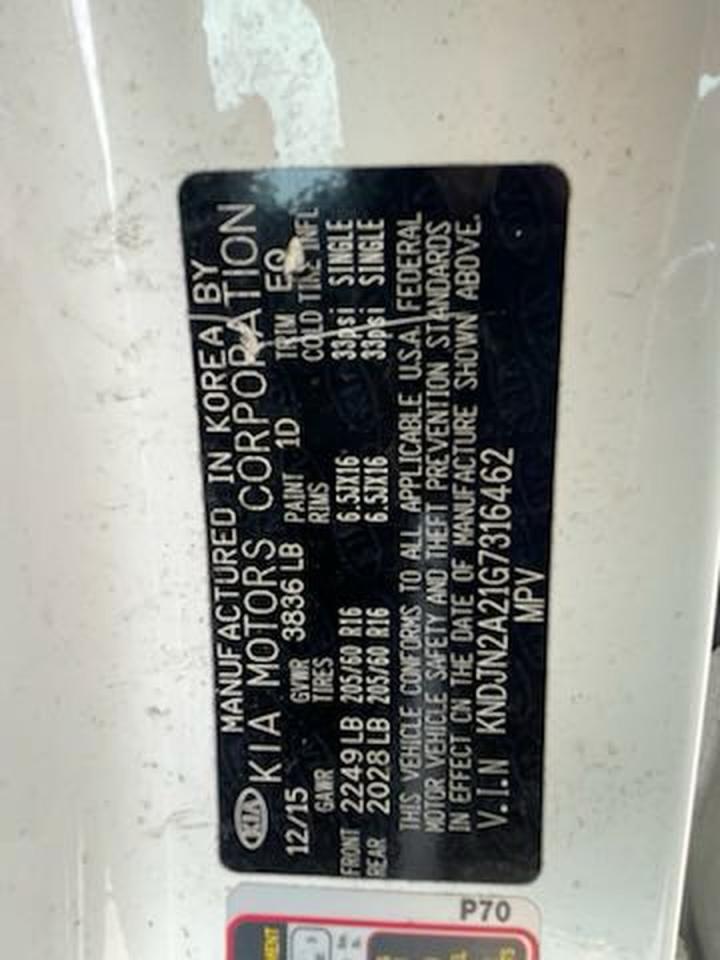 MANUFACTURED IN KOREA BY
KIA KIA MOTORS CORPORATION
12/15 GVWR 3836 LB PAINT 1D TRIM EQ
GAWR TIRES RIMS COLD TIRE INFL
FRONT 2249 LB 205/60 R16 6.5JX16 33psi SINGLE
REAR 2028 LB 205/60 R16 6.5JX16 33psi SINGLE
THIS VEHICLE CONFORMS TO ALL APPLICABLE U.S.A. FEDERAL
MOTOR VEHICLE SAFETY AND THEFT PREVENTION STANDARDS
IN EFFECT ON THE DATE OF MANUFACTURE SHOWN ABOVE.
V.I.N KNDJN2A21G7316462
MPV
P70